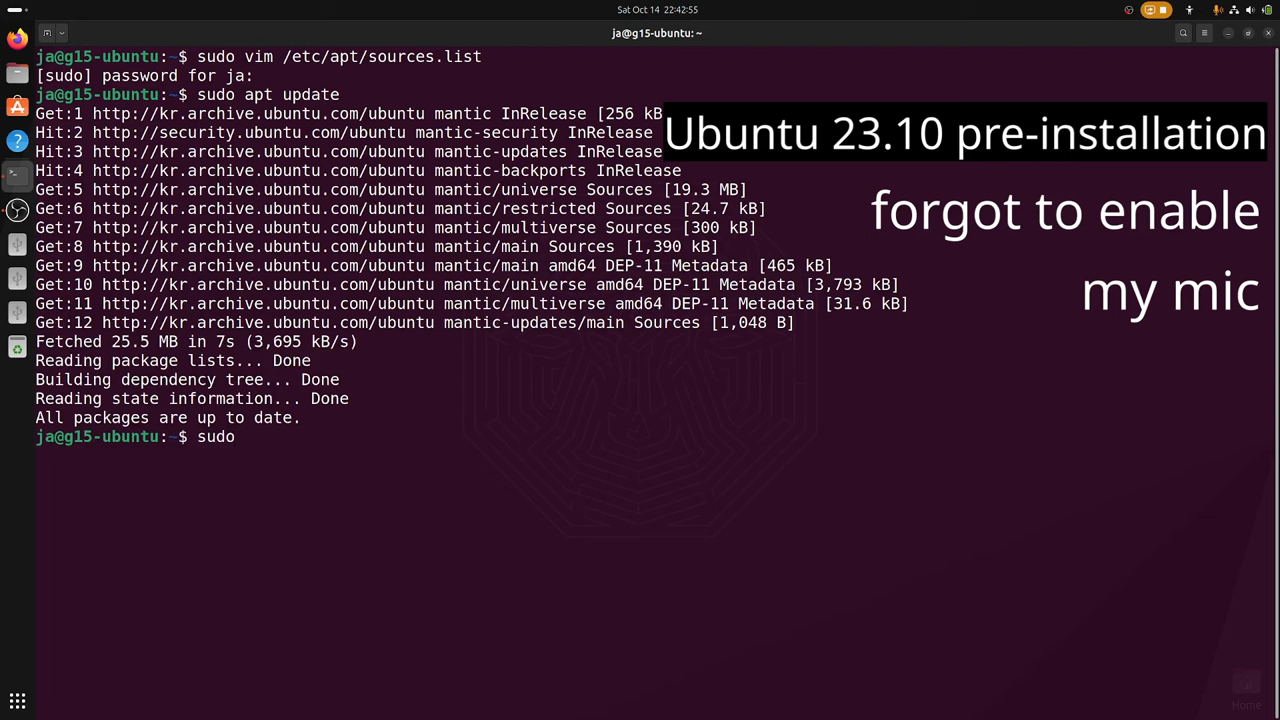 Sat Oct 14 22:42:55
ja@g15-ubuntu: ~
ja@g15-ubuntu:~$ sudo vim /etc/apt/sources.list
[sudo] password for ja:
ja@g15-ubuntu:~$ sudo apt update
Get:1 http://kr.archive.ubuntu.com/ubuntu mantic InRelease [256 kB
Hit:2 http://security.ubuntu.com/ubuntu mantic-security InRelease
Hit:3 http://kr.archive.ubuntu.com/ubuntu mantic-updates InRelease
Hit:4 http://kr.archive.ubuntu.com/ubuntu mantic-backports InRelease
Get:5 http://kr.archive.ubuntu.com/ubuntu mantic/universe Sources [19.3 MB]
Get:6 http://kr.archive.ubuntu.com/ubuntu mantic/restricted Sources [24.7 kB]
Get:7 http://kr.archive.ubuntu.com/ubuntu mantic/multiverse Sources [300 kB]
Get:8 http://kr.archive.ubuntu.com/ubuntu mantic/main Sources [1,390 kB]
Get:9 http://kr.archive.ubuntu.com/ubuntu mantic/main amd64 DEP-11 Metadata [465 kB]
Get:10 http://kr.archive.ubuntu.com/ubuntu mantic/universe amd64 DEP-11 Metadata [3,793 kB]
Get:11 http://kr.archive.ubuntu.com/ubuntu mantic/multiverse amd64 DEP-11 Metadata [31.6 kB]
Get:12 http://kr.archive.ubuntu.com/ubuntu mantic-updates/main Sources [1,048 B]
Fetched 25.5 MB in 7s (3,695 kB/s)
Reading package lists... Done
Building dependency tree... Done
Reading state information... Done
All packages are up to date.
ja@g15-ubuntu:~$ sudo
Ubuntu 23.10 pre-installation
forgot to enable
my mic
Home